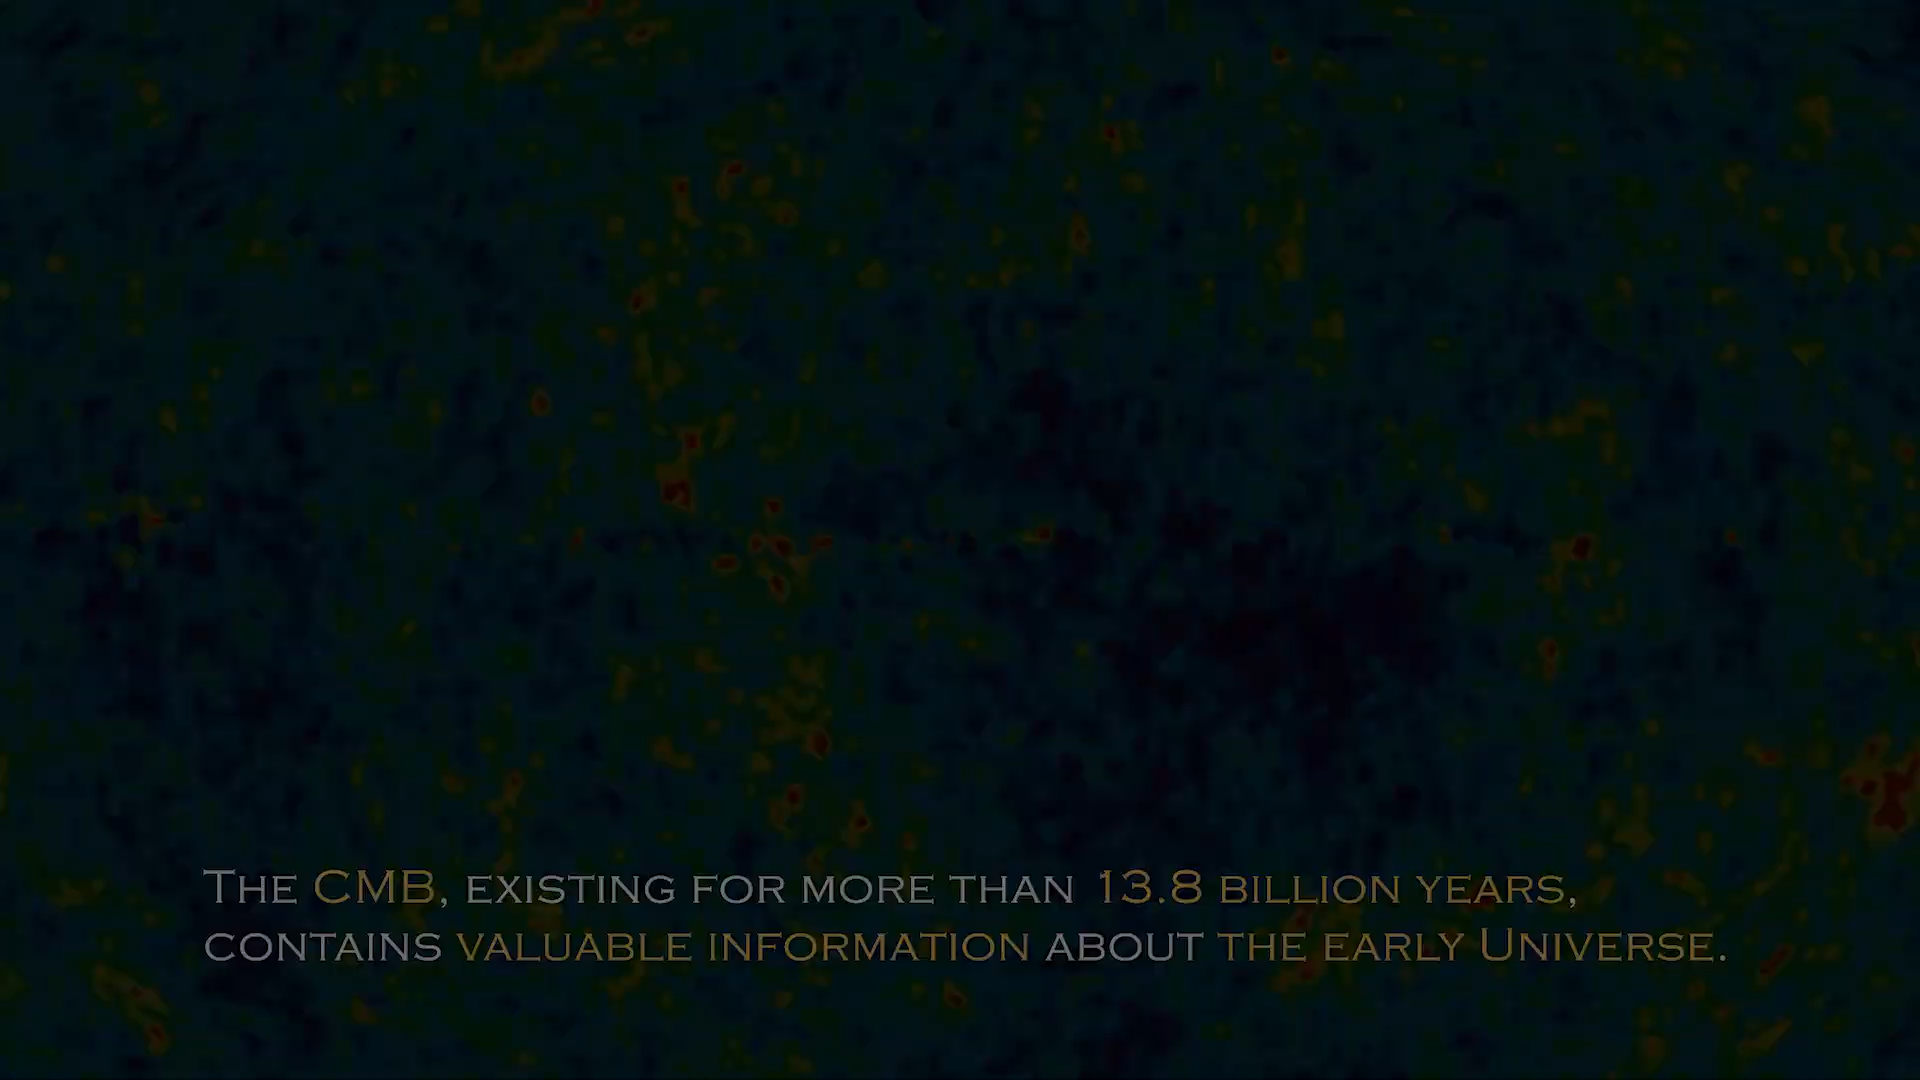 The CMB, existing for more than 13.8 billion years,
contains valuable information about the early Universe.